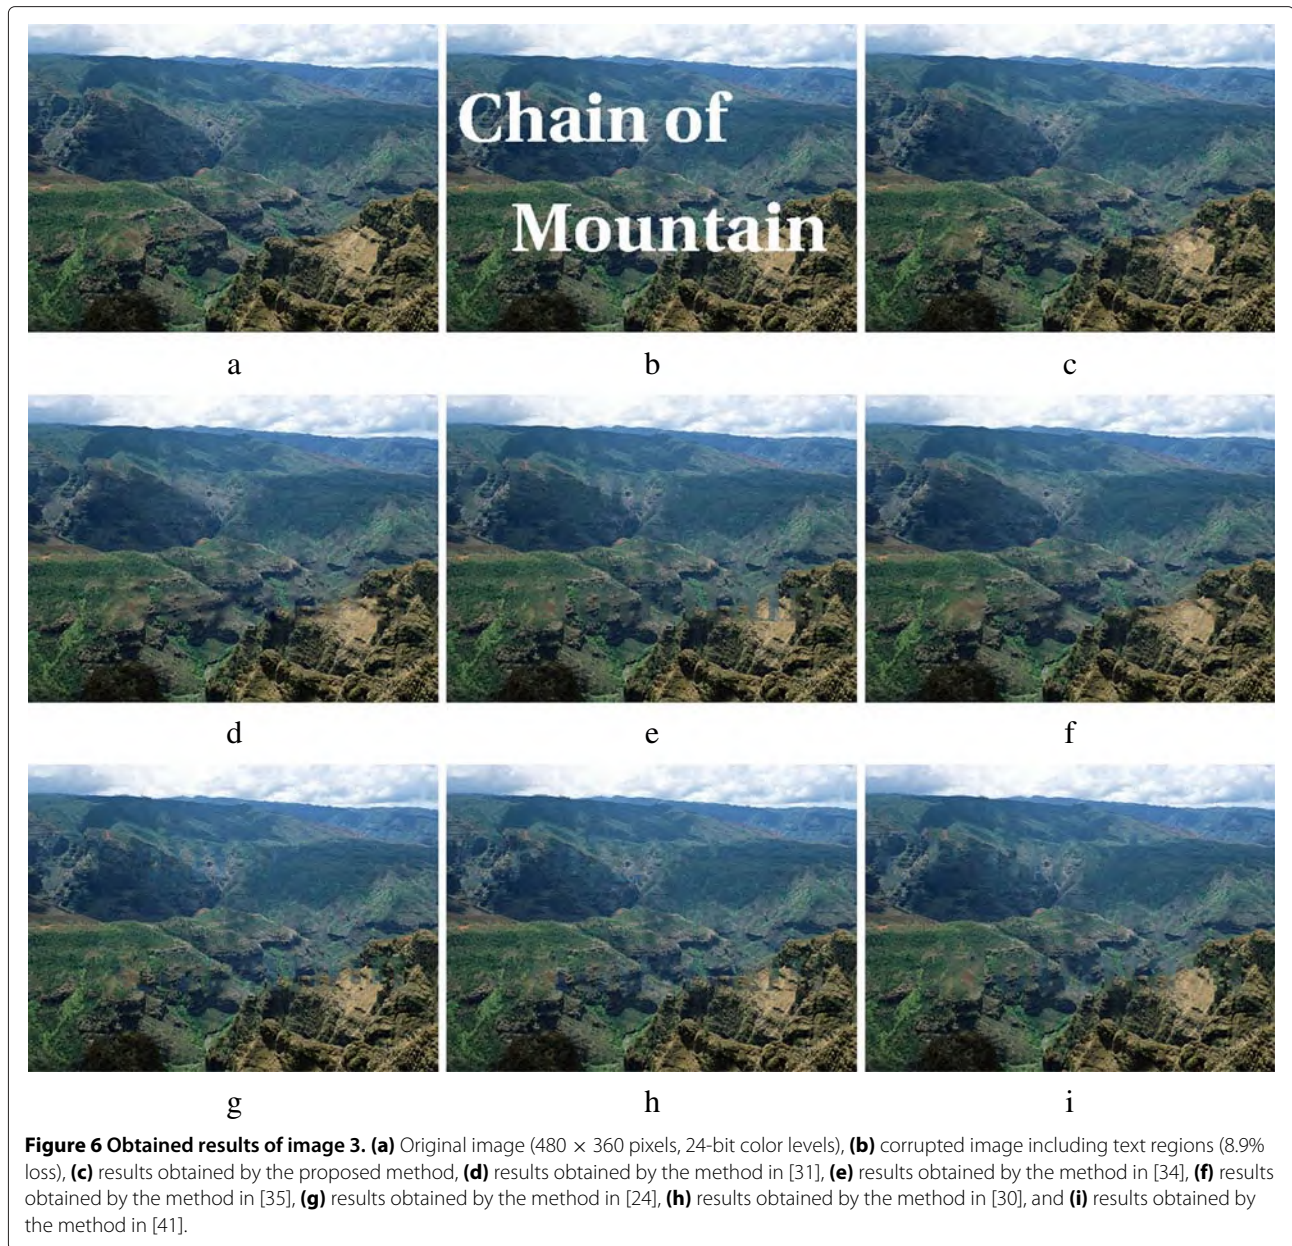 Chain of
Mountain
a
b
c
d
e
f
g
h
i
Figure 6 Obtained results of image 3. (a) Original image (480 × 360 pixels, 24-bit color levels), (b) corrupted image including text regions (8.9%
loss), (c) results obtained by the proposed method, (d) results obtained by the method in [31], (e) results obtained by the method in [34], (f) results
obtained by the method in [35], (g) results obtained by the method in [24], (h) results obtained by the method in [30], and (i) results obtained by
the method in [41].